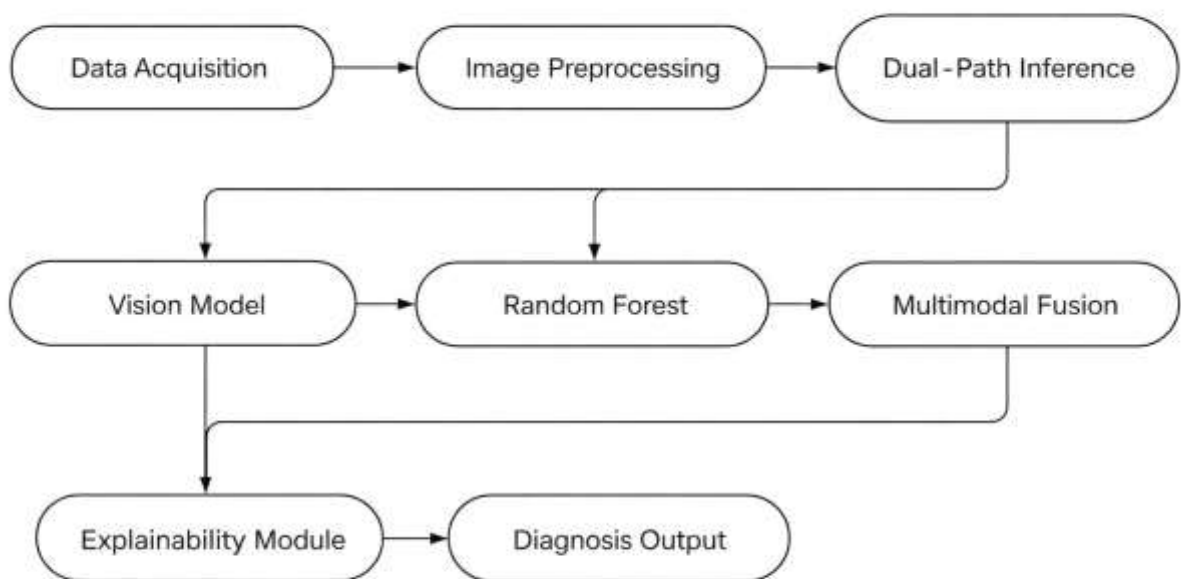 Data Acquisition
Image Preprocessing
Dual-Path Inference
Vision Model
Random Forest
Multimodal Fusion
Explainability Module
Diagnosis Output